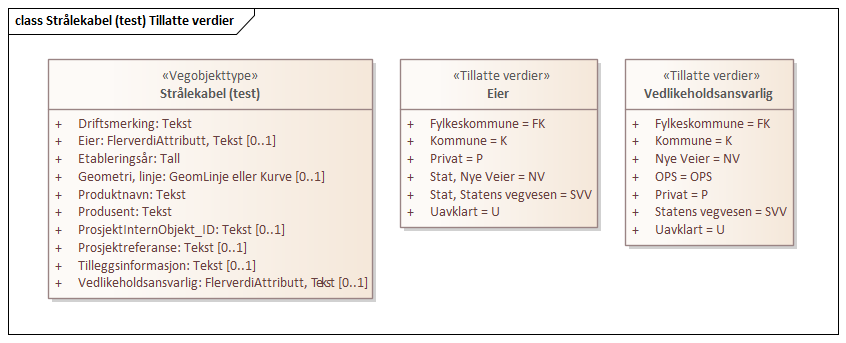 class Strålekabel (test) Tillatte verdier
«Vegobjekttype»
Strålekabel (test)
+ Driftsmerking: Tekst
+ Eier: FlerverdiAttributt, Tekst [0..1]
+ Etableringsår: Tall
+ Geometri, linje: GeomLinje eller Kurve [0..1]
+ Produktnavn: Tekst
+ Produsent: Tekst
+ ProsjektInternObjekt_ID: Tekst [0..1]
+ Prosjektreferanse: Tekst [0..1]
+ Tilleggsinformasjon: Tekst [0..1]
+ Vedlikeholdsansvarlig: FlerverdiAttributt, Tekst [0..1]
«Tillatte verdier»
Eier
+ Fylkeskommune = FK
+ Kommune = K
+ Privat = P
+ Stat, Nye Veier = NV
+ Stat, Statens vegvesen = SVV
+ Uavklart = U
«Tillatte verdier»
Vedlikeholdsansvarlig
+ Fylkeskommune = FK
+ Kommune = K
+ Nye Veier = NV
+ OPS = OPS
+ Privat = P
+ Statens vegvesen = SVV
+ Uavklart = U